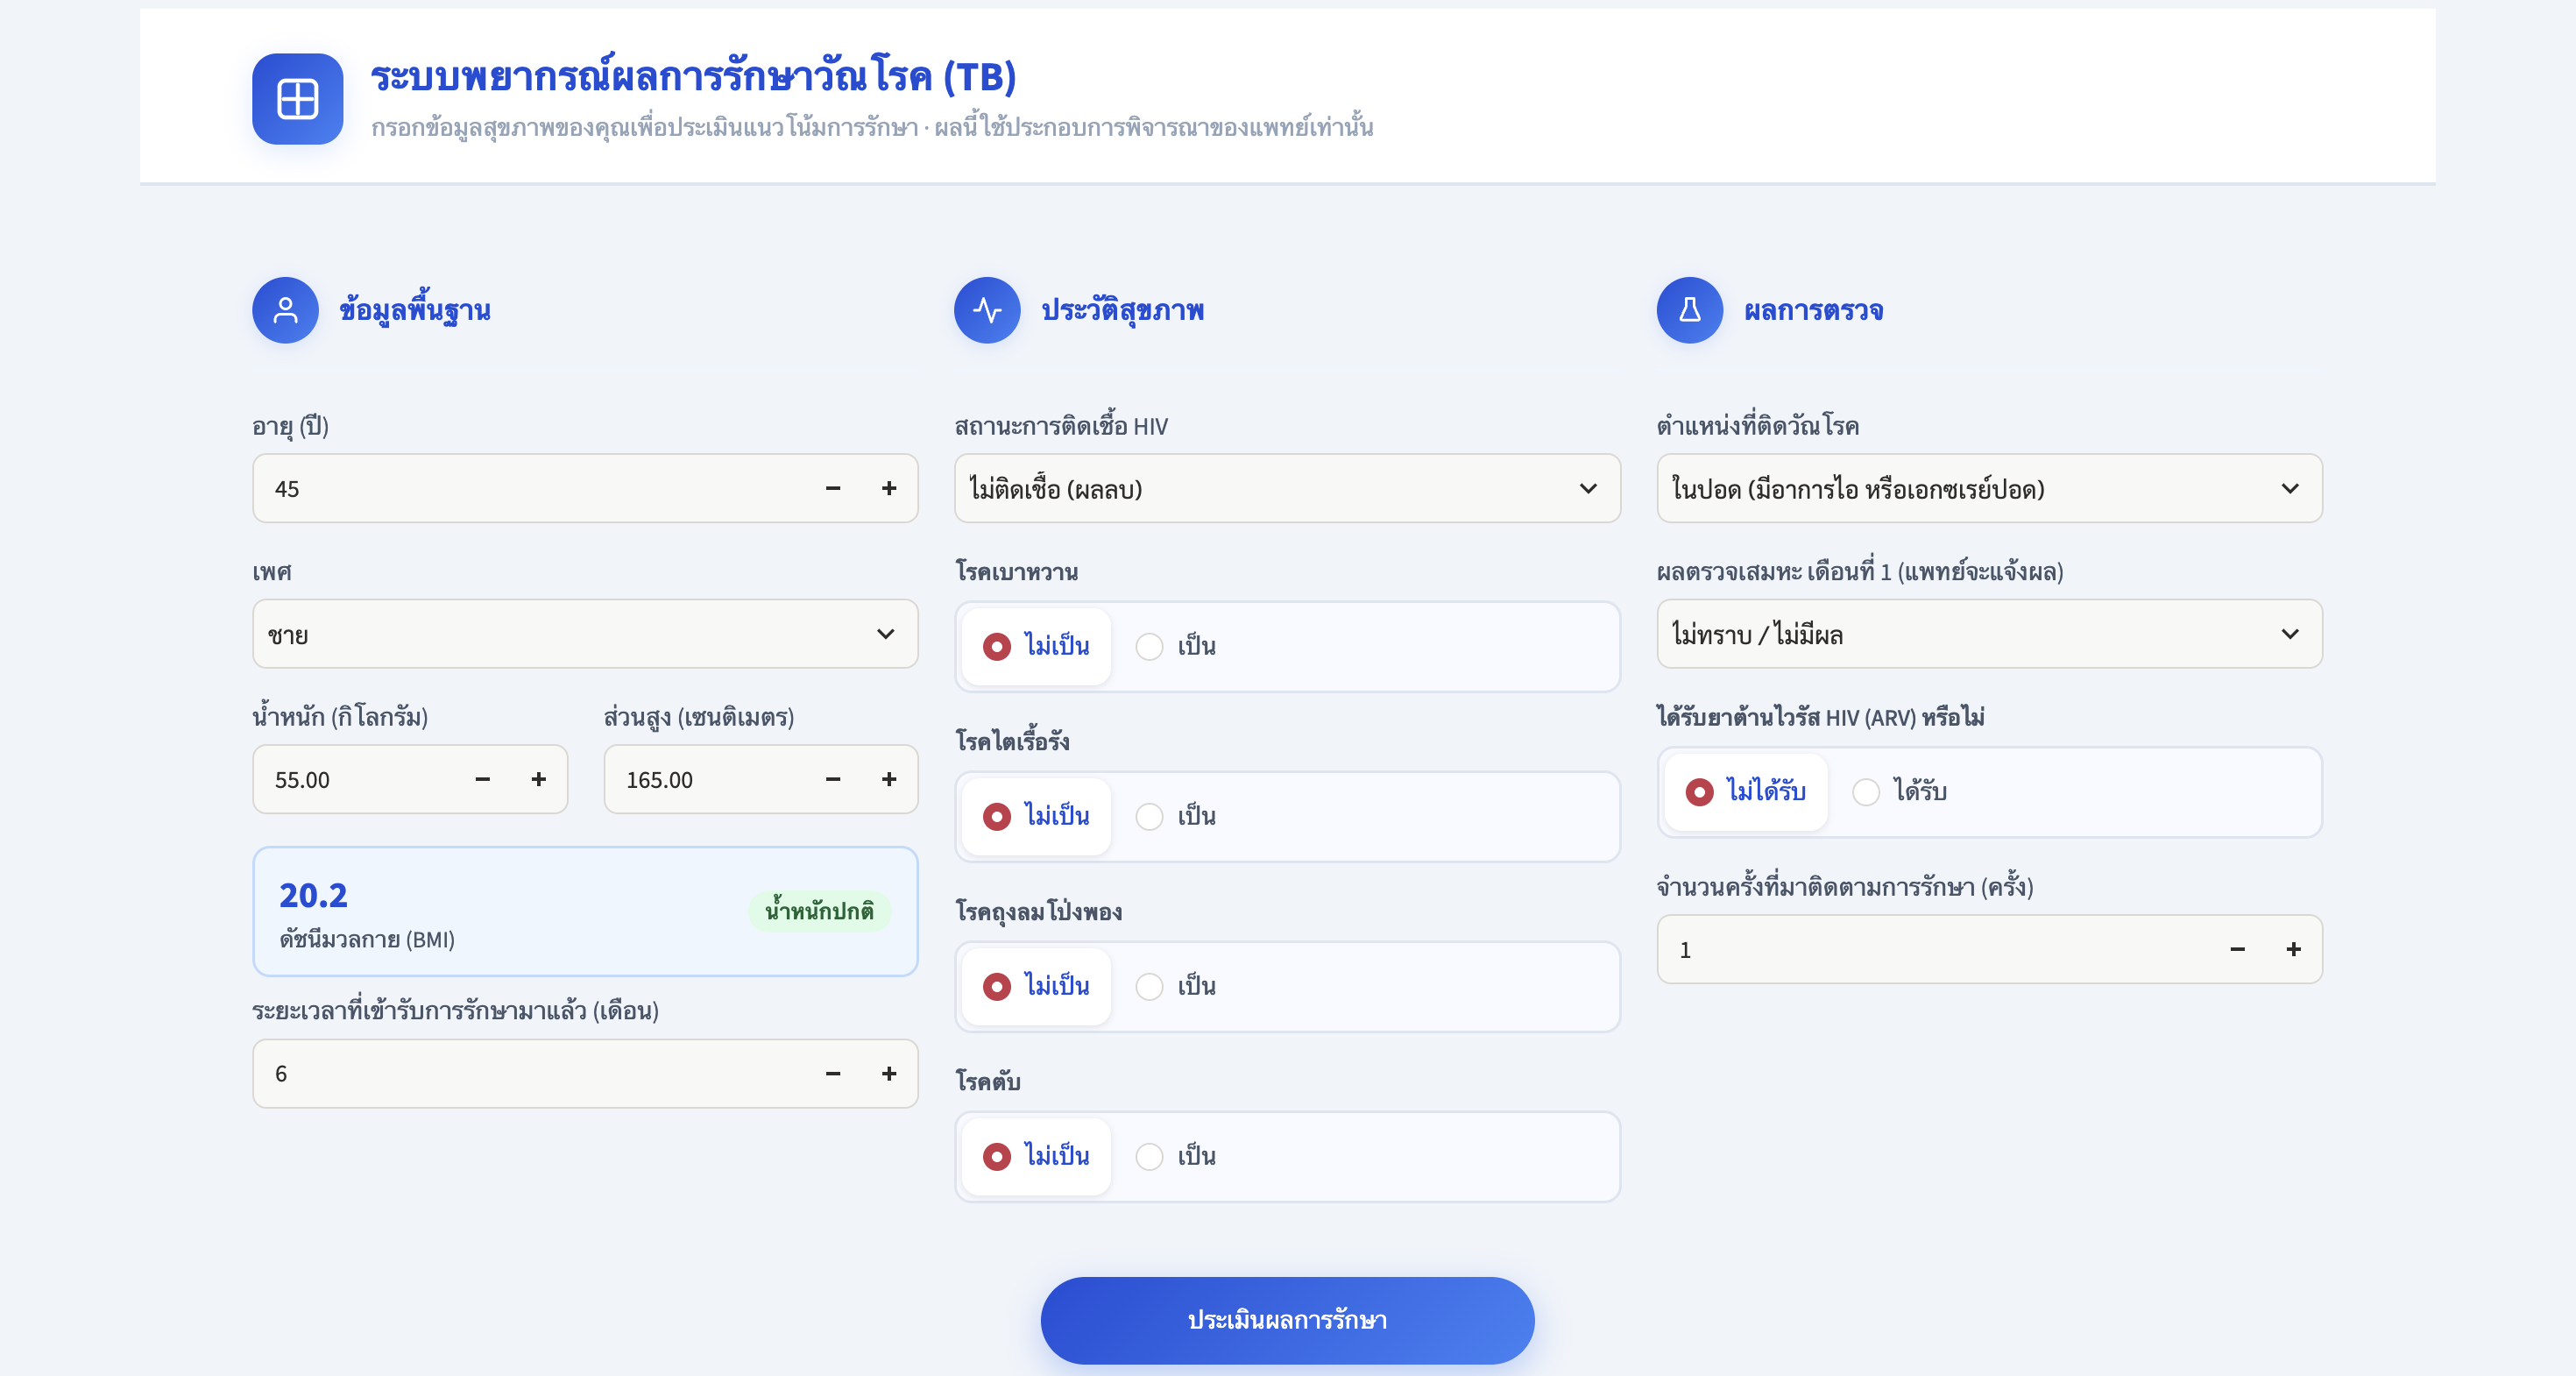 ระบบพยากรณ์ผลการรักษาวัณโรค (TB)
กรอกข้อมูลสุขภาพของคุณเพื่อประเมินแนวโน้มการรักษา · ผลนี้ใช้ประกอบการพิจารณาของแพทย์เท่านั้น
ข้อมูลพื้นฐาน
อายุ (ปี)
45
เพศ
ชาย
น้ำหนัก (กิโลกรัม)
55.00
ส่วนสูง (เซนติเมตร)
165.00
20.2
ดัชนีมวลกาย (BMI)
น้ำหนักปกติ
ระยะเวลาที่เข้ารับการรักษามาแล้ว (เดือน)
6
ประวัติสุขภาพ
สถานะการติดเชื้อ HIV
ไม่ติดเชื้อ (ผลลบ)
โรคเบาหวาน
ไม่เป็น เป็น
โรคไตเรื้อรัง
ไม่เป็น เป็น
โรคถุงลมโป่งพอง
ไม่เป็น เป็น
โรคตับ
ไม่เป็น เป็น
ผลการตรวจ
ตำแหน่งที่ติดวัณโรค
ในปอด (มีอาการไอ หรือเอกซเรย์ปอด)
ผลตรวจเสมหะ เดือนที่ 1 (แพทย์จะแจ้งผล)
ไม่ทราบ / ไม่มีผล
ได้รับยาต้านไวรัส HIV (ARV) หรือไม่
ไม่ได้รับ ได้รับ
จำนวนครั้งที่มาติดตามการรักษา (ครั้ง)
1
ประเมินผลการรักษา